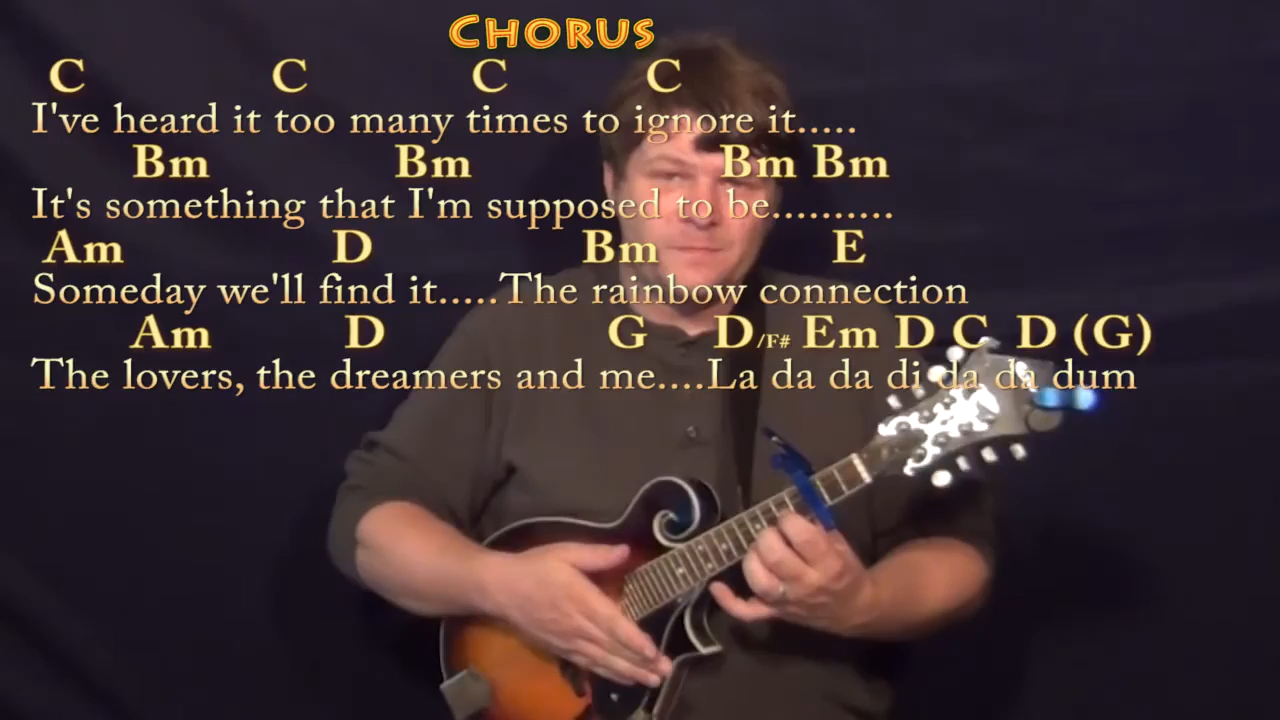 CHORUS
C C C C
I've heard it too many times to ignore it.....
Bm Bm Bm Bm
It's something that I'm supposed to be..........
Am D Bm E
Someday we'll find it.....The rainbow connection
Am D G D/F# Em D C D (G)
The lovers, the dreamers and me....La da da di da da dum